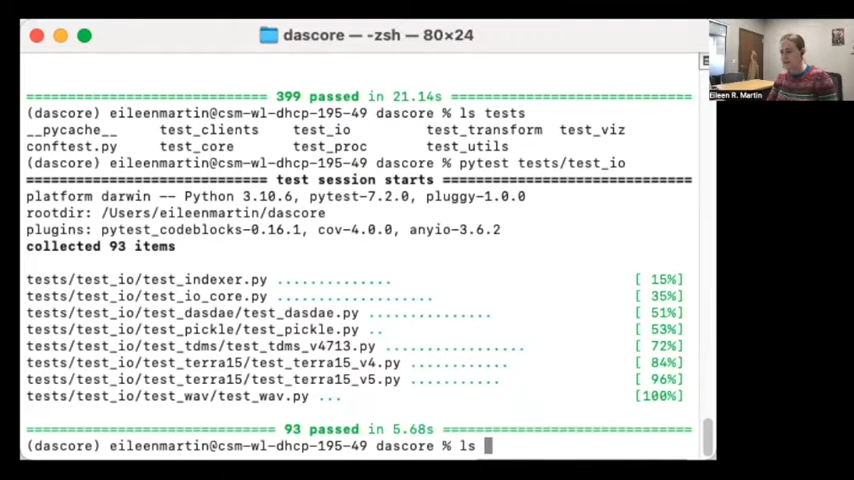 dascore — -zsh — 80×24
============================= 399 passed in 21.14s ==============================
(dascore) eileenmartin@csm-wl-dhcp-195-49 dascore % ls tests
__pycache__ test_clients test_io test_transform test_viz
conftest.py test_core test_proc test_utils
(dascore) eileenmartin@csm-wl-dhcp-195-49 dascore % pytest tests/test_io
============================= test session starts ==============================
platform darwin -- Python 3.10.6, pytest-7.2.0, pluggy-1.0.0
rootdir: /Users/eileenmartin/dascore
plugins: pytest_codeblocks-0.16.1, cov-4.0.0, anyio-3.6.2
collected 93 items
tests/test_io/test_indexer.py .............. [ 15%]
tests/test_io/test_io_core.py ................... [ 35%]
tests/test_io/test_dasdae/test_dasdae.py ............... [ 51%]
tests/test_io/test_pickle/test_pickle.py .. [ 53%]
tests/test_io/test_tdms/test_tdms_v4713.py ................. [ 72%]
tests/test_io/test_terra15/test_terra15_v4.py ............ [ 84%]
tests/test_io/test_terra15/test_terra15_v5.py ........... [ 96%]
tests/test_io/test_wav/test_wav.py ... [100%]
============================== 93 passed in 5.68s ==============================
(dascore) eileenmartin@csm-wl-dhcp-195-49 dascore % ls
Eileen R. Martin